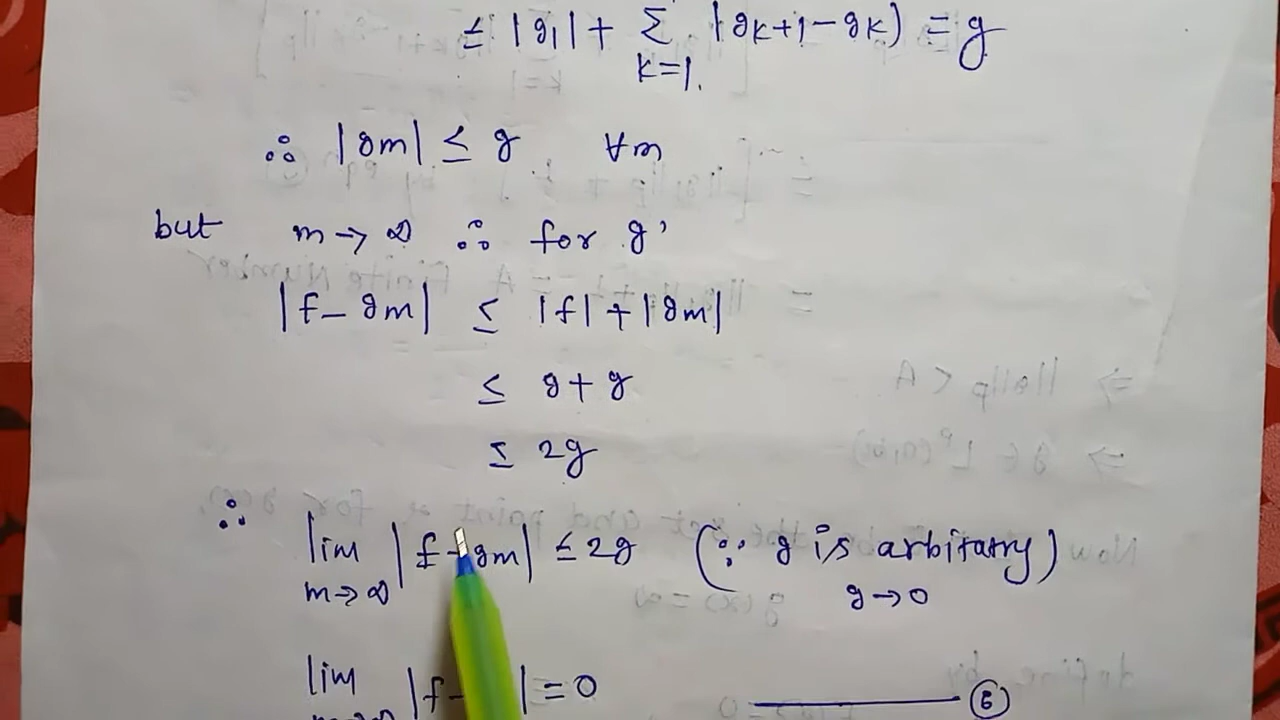 ≤ |g1| + Σ |gk+1 - gk) = g
k=1.
∴ |gm| ≤ g ∀m
but m → ∞ ∴ for g'
|f - gm| ≤ |f| + |gm|
≤ g + g
≤ 2g
∴ lim |f - gm| ≤ 2g (∵ g is arbitarry)
m → ∞ g → 0
lim |f - | = 0 6